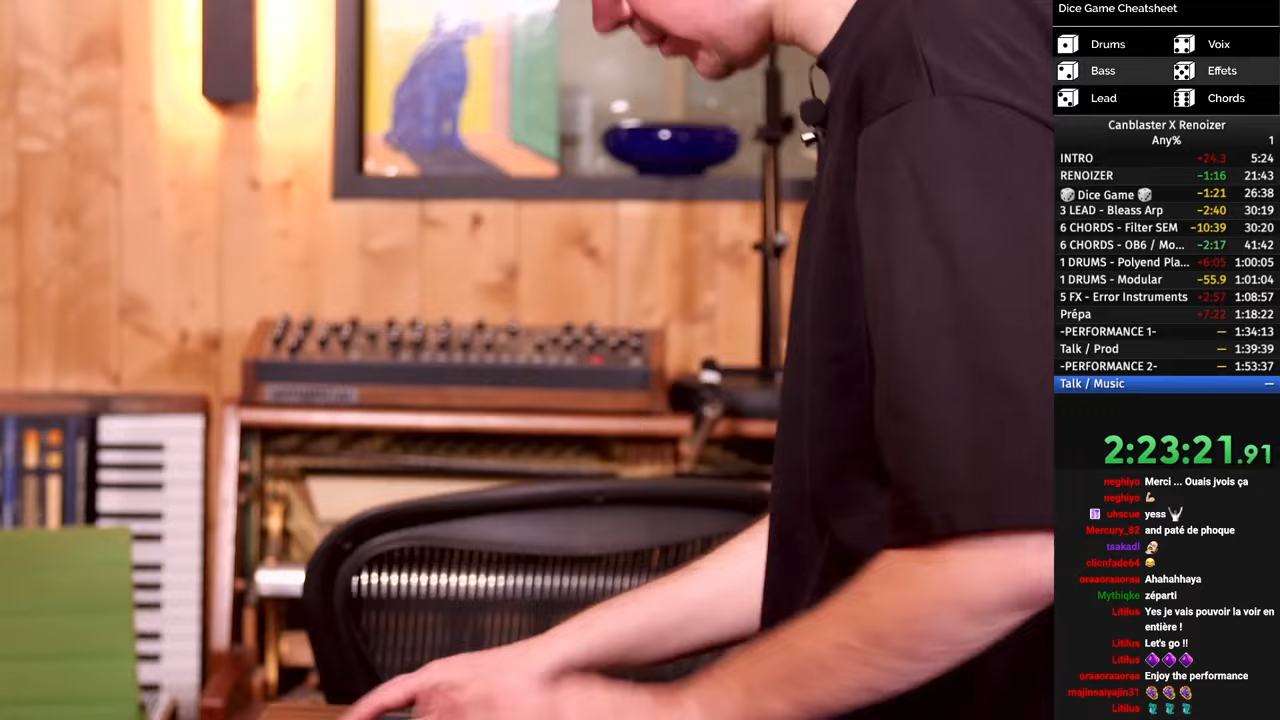 Dice Game Cheatsheet
Drums
Voix
Bass
Effets
Lead
Chords
Canblaster X Renoizer
Any% 1
INTRO +24.3 5:24
RENOIZER −1:16 21:43
Dice Game −1:21 26:38
3 LEAD - Bleass Arp −2:40 30:19
6 CHORDS - Filter SEM −10:39 30:20
6 CHORDS - OB6 / Mo... −2:17 41:42
1 DRUMS - Polyend Pla... +6:05 1:00:05
1 DRUMS - Modular −55.9 1:01:04
5 FX - Error Instruments +2:57 1:08:57
Prépa +7:22 1:18:22
-PERFORMANCE 1- — 1:34:13
Talk / Prod — 1:39:39
-PERFORMANCE 2- — 1:53:37
Talk / Music —
2:23:21.91
neghiyo Merci ... Ouais jvois ça
neghiyo
uhscue yess
Mercury_82 and paté de phoque
tsakadl
clicnfade64
oraaoraaoraa Ahahahhaya
Mythiqke zéparti
Litilus Yes je vais pouvoir la voir en
entière !
Litilus Let's go !!
Litilus
oraaoraaoraa Enjoy the performance
majinsaiyajin31
Litilus